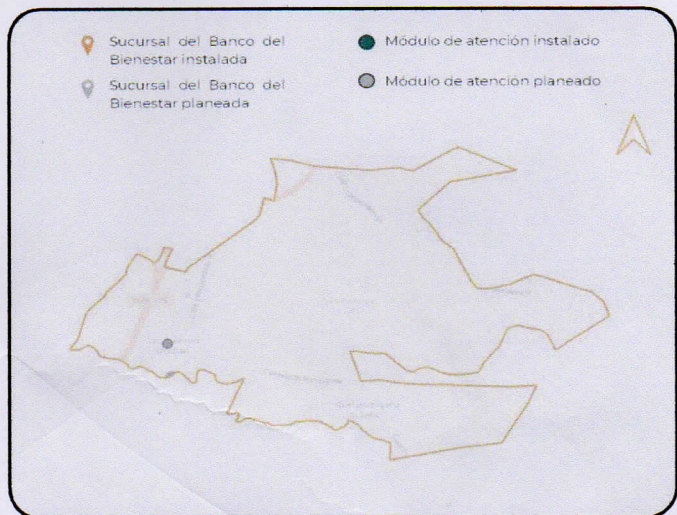 Sucursal del Banco del
Bienestar instalada
Sucursal del Banco del
Bienestar planeada
Módulo de atención instalado
Módulo de atención planeado